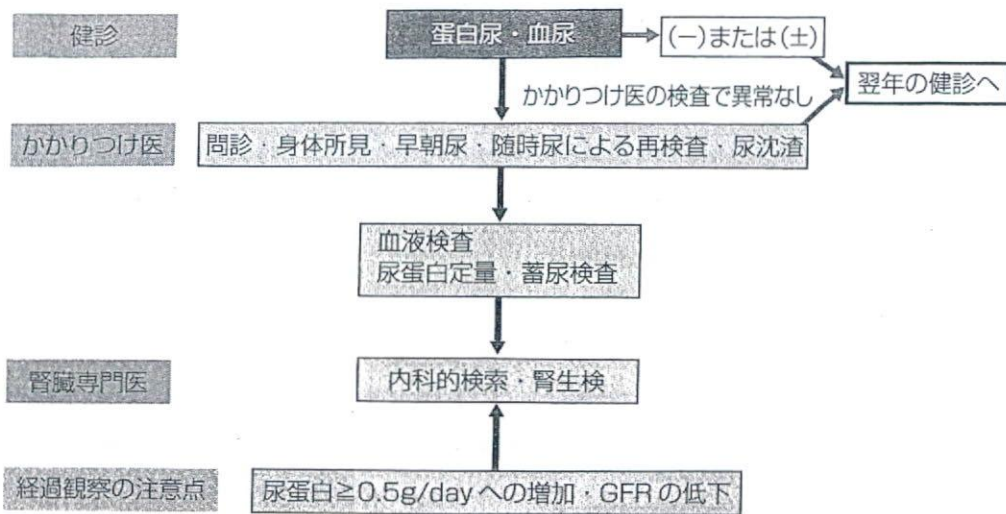 健診
蛋白尿・血尿
(−)または(±)
翌年の健診へ
かかりつけ医の検査で異常なし
かかりつけ医
問診・身体所見・早朝尿・随時尿による再検査・尿沈渣
血液検査
尿蛋白定量・蓄尿検査
腎臓専門医
内科的検索・腎生検
経過観察の注意点
尿蛋白≧0.5g/dayへの増加・GFRの低下